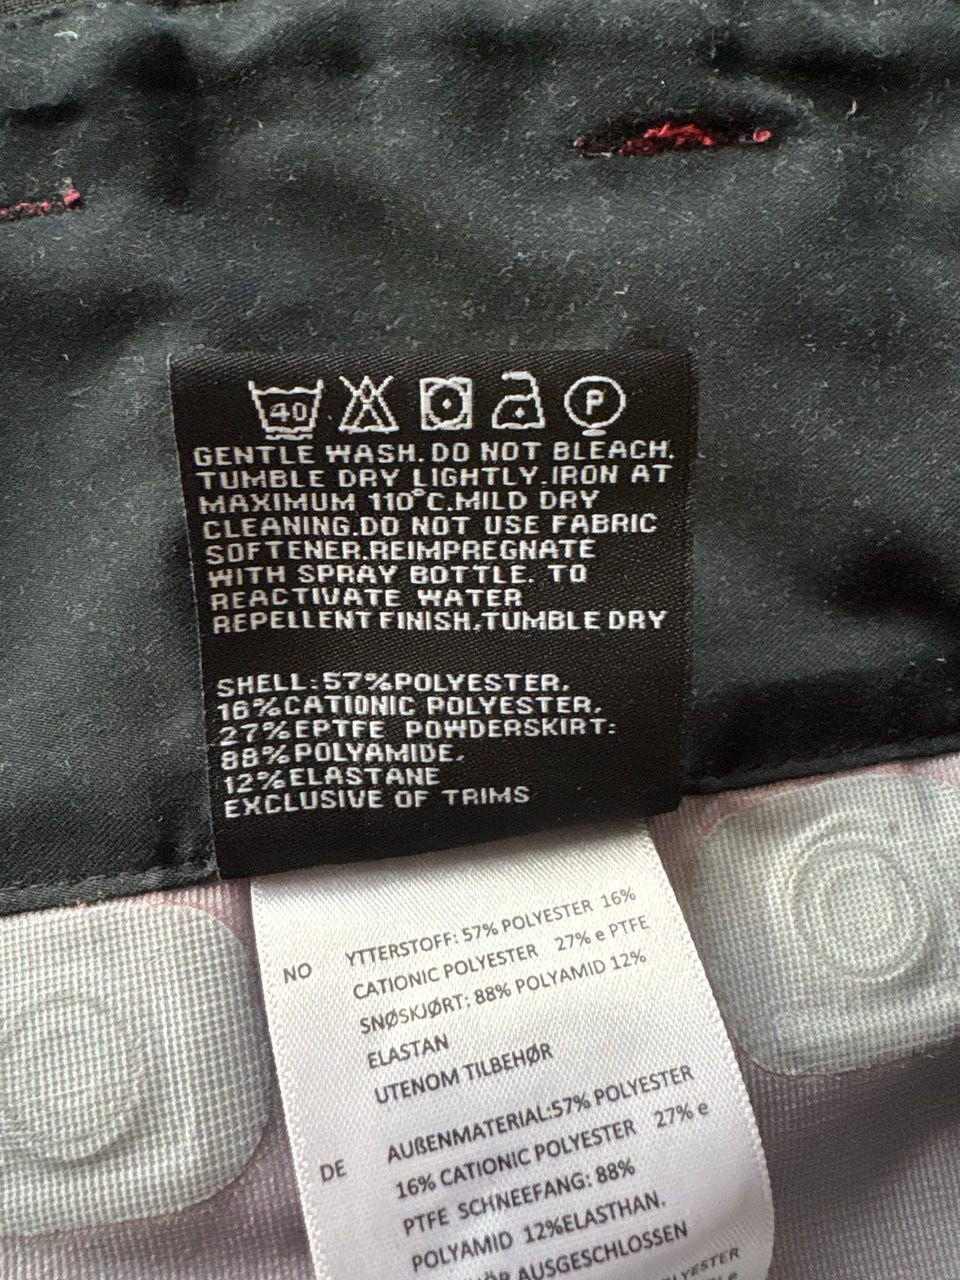 40 P
GENTLE WASH.DO NOT BLEACH.
TUMBLE DRY LIGHTLY.IRON AT
MAXIMUM 110°C.MILD DRY
CLEANING.DO NOT USE FABRIC
SOFTENER.REIMPREGNATE
WITH SPRAY BOTTLE. TO
REACTIVATE WATER
REPELLENT FINISH,TUMBLE DRY
SHELL:57%POLYESTER,
16%CATIONIC POLYESTER,
27%EPTFE POWDERSKIRT:
88%POLYAMIDE,
12%ELASTANE
EXCLUSIVE OF TRIMS
NO YTTERSTOFF: 57% POLYESTER 16%
CATIONIC POLYESTER 27% e PTFE
SNØSKJØRT: 88% POLYAMID 12%
ELASTAN
UTENOM TILBEHØR
DE AUßENMATERIAL:57% POLYESTER
16% CATIONIC POLYESTER 27% e
PTFE SCHNEEFANG: 88%
POLYAMID 12%ELASTHAN.
AUSGESCHLOSSEN